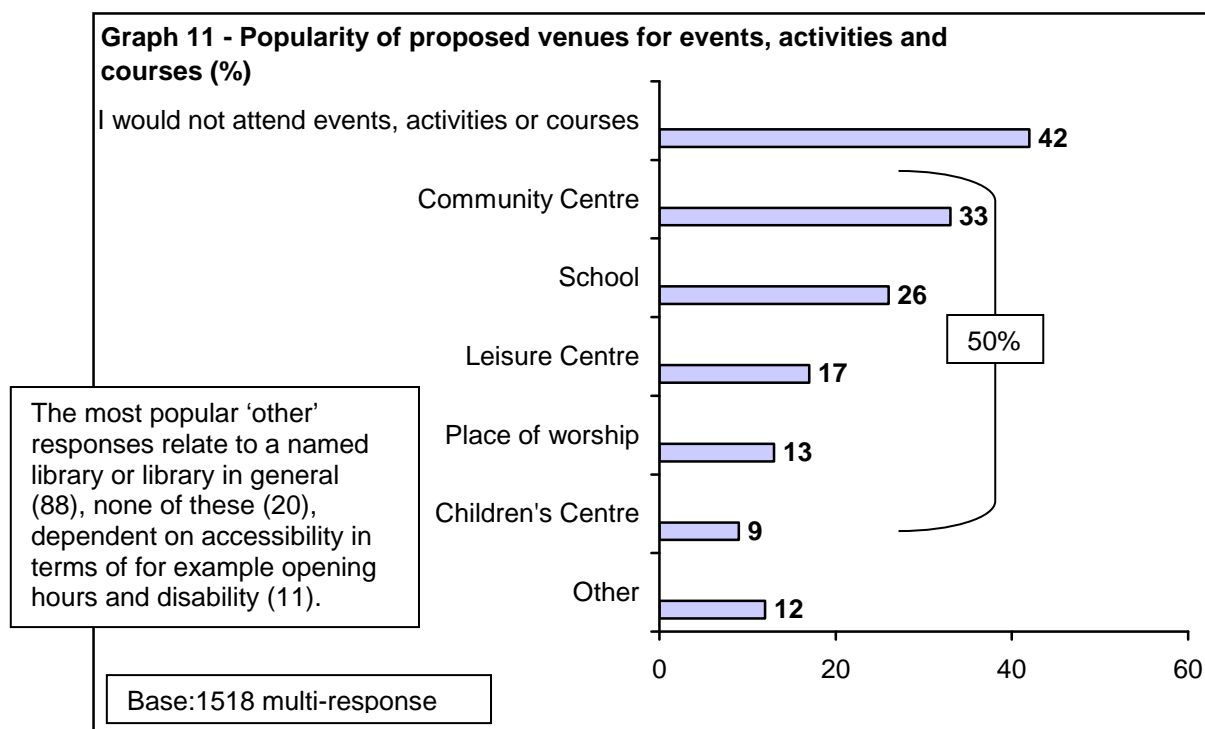 Graph 11 - Popularity of proposed venues for events, activities and
courses (%)
I would not attend events, activities or courses
42
Community Centre
33
School
26
50%
Leisure Centre
17
Place of worship
13
Children's Centre
9
Other
12
0 20 40 60
The most popular ‘other’
responses relate to a named
library or library in general
(88), none of these (20),
dependent on accessibility in
terms of for example opening
hours and disability (11).
Base:1518 multi-response